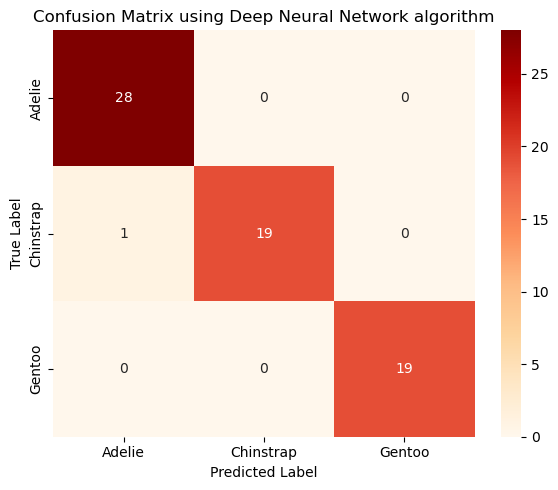 Confusion Matrix using Deep Neural Network algorithm
True Label
Adelie
28
0
0
Chinstrap
1
19
0
Gentoo
0
0
19
Adelie
Chinstrap
Gentoo
Predicted Label
25
20
15
10
5
0